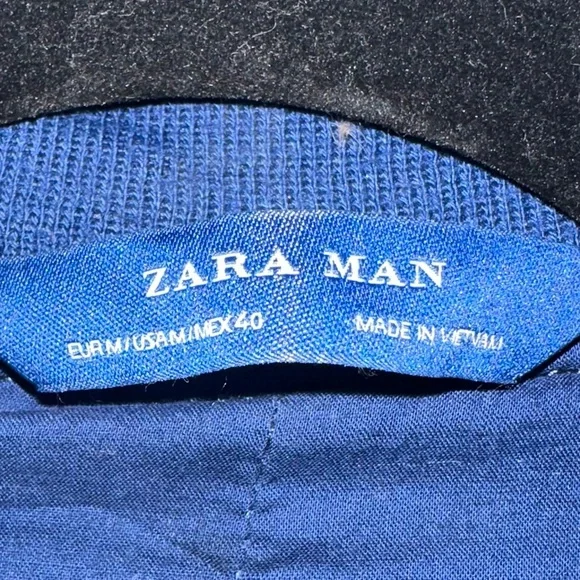 ZARA MAN
EUR M / USA M / MEX 40
MADE IN VIETNAM